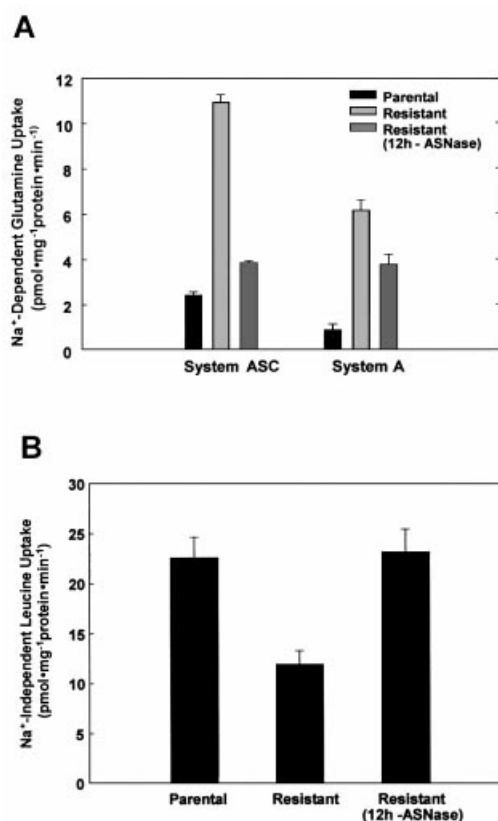 A
Na⁺-Dependent Glutamine Uptake
(pmol•mg⁻¹protein•min⁻¹)
12
10
8
6
4
2
0
Parental
Resistant
Resistant
(12h - ASNase)
System ASC
System A
B
Na⁺-Independent Leucine Uptake
(pmol•mg⁻¹protein•min⁻¹)
30
25
20
15
10
5
0
Parental
Resistant
Resistant
(12h -ASNase)